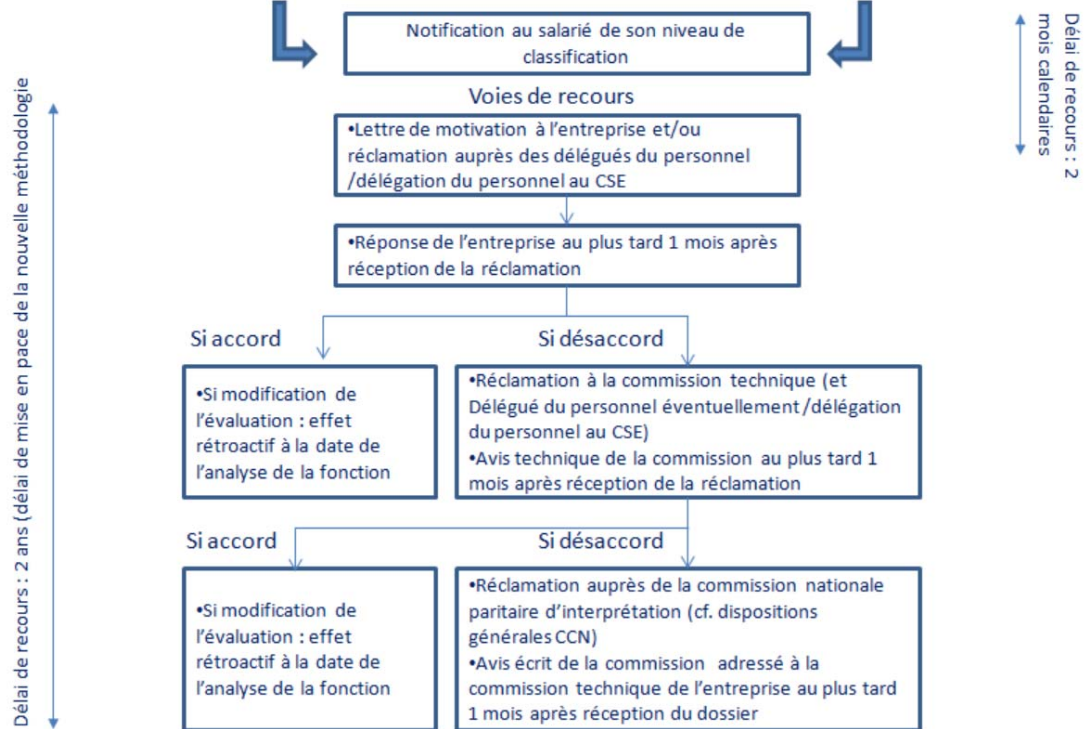 Notification au salarié de son niveau de
classification
Délai de recours : 2
mois calendaires
Voies de recours
•Lettre de motivation à l'entreprise et/ou
réclamation auprès des délégués du personnel
/délégation du personnel au CSE
•Réponse de l'entreprise au plus tard 1 mois après
réception de la réclamation
Délai de recours : 2 ans (délai de mise en pace de la nouvelle méthodologie
Si accord
Si désaccord
•Si modification de
l'évaluation : effet
rétroactif à la date de
l'analyse de la fonction
•Réclamation à la commission technique (et
Délégué du personnel éventuellement/délégation
du personnel au CSE)
•Avis technique de la commission au plus tard 1
mois après réception de la réclamation
Si accord
Si désaccord
•Si modification de
l'évaluation : effet
rétroactif à la date de
l'analyse de la fonction
•Réclamation auprès de la commission nationale
paritaire d'interprétation (cf. dispositions
générales CCN)
•Avis écrit de la commission adressé à la
commission technique de l'entreprise au plus tard
1 mois après réception du dossier